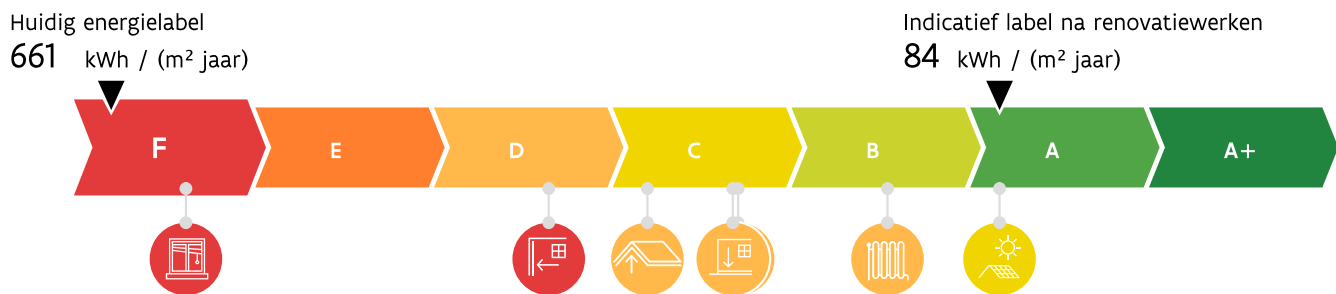 Huidig energielabel
661 kWh / (m² jaar)
Indicatief label na renovatiewerken
84 kWh / (m² jaar)
F E D C B A A+